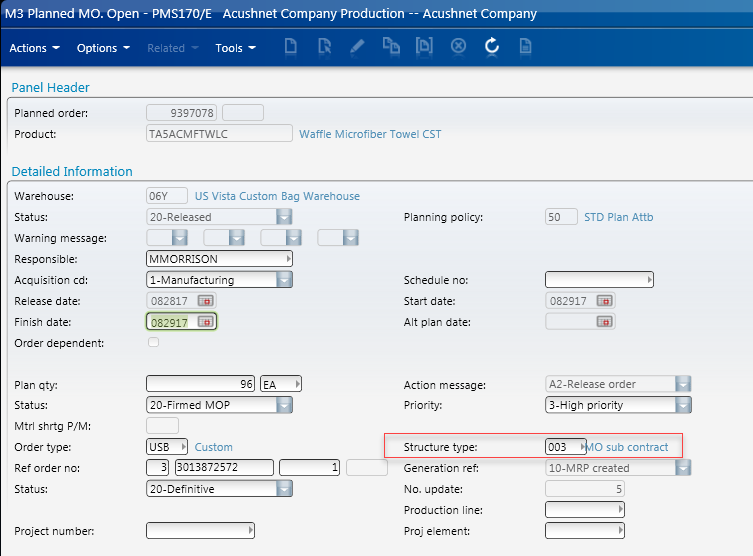 M3 Planned MO. Open - PMS170/E   Acushnet Company Production -- Acushnet Company
Actions Options Related Tools
Panel Header
Planned order: 9397078
Product: TA5ACMFTWLC Waffle Microfiber Towel CST
Detailed Information
Warehouse: 06Y US Vista Custom Bag Warehouse
Status: 20-Released Planning policy: 50 STD Plan Attb
Warning message:
Responsible: MMORRISON
Acquisition cd: 1-Manufacturing Schedule no:
Release date: 082817 Start date: 082917
Finish date: 082917 Alt plan date:
Order dependent:
Plan qty: 96 EA Action message: A2-Release order
Status: 20-Firmed MOP Priority: 3-High priority
Mtrl shrtg P/M:
Order type: USB Custom Structure type: 003 MO sub contract
Ref order no: 3 3013872572 1 Generation ref: 10-MRP created
Status: 20-Definitive No. update: 5
Production line:
Project number: Proj element: